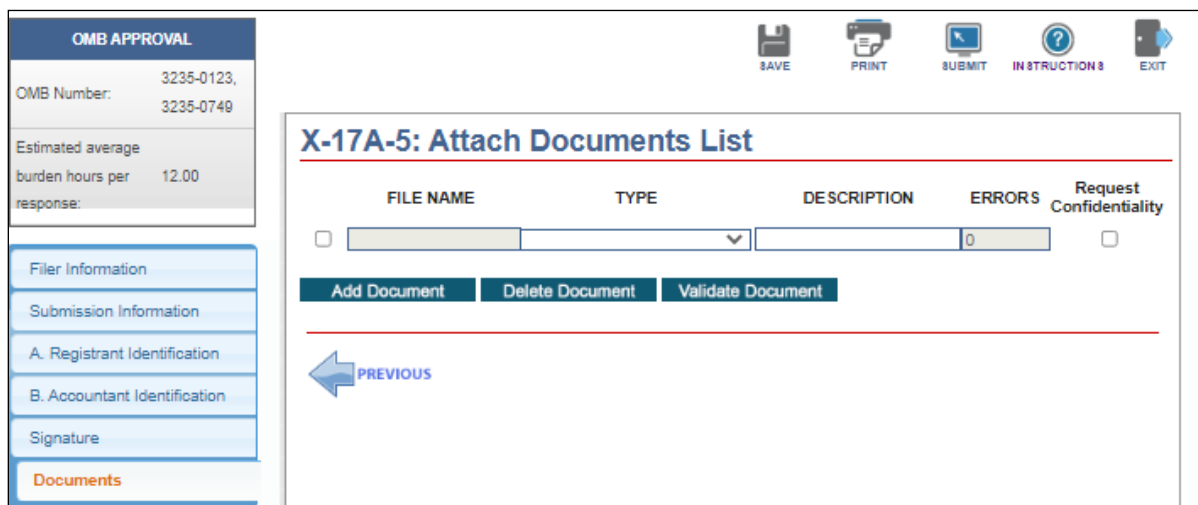 OMB APPROVAL
OMB Number: 3235-0123,
3235-0749
Estimated average
burden hours per 12.00
response:
SAVE PRINT SUBMIT INSTRUCTIONS EXIT
Filer Information
Submission Information
A. Registrant Identification
B. Accountant Identification
Signature
Documents
X-17A-5: Attach Documents List
FILE NAME TYPE DESCRIPTION ERRORS Request
Confidentiality
0
Add Document Delete Document Validate Document
PREVIOUS